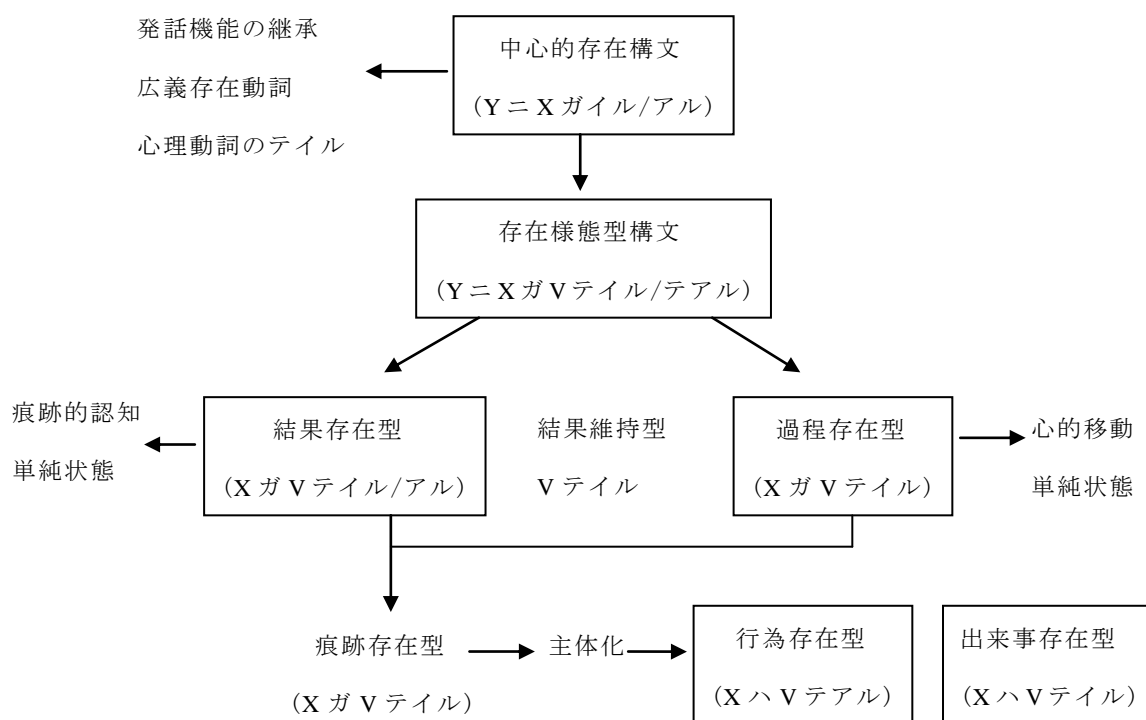 発話機能の継承
広義存在動詞
心理動詞のテイル
中心的存在構文
（Y ニ X ガイル/アル）
存在様態型構文
（Y ニ X ガ V テイル/テアル）
痕跡的認知
単純状態
結果存在型
（X ガ V テイル/アル）
結果維持型
V テイル
過程存在型
（X ガ V テイル）
心的移動
単純状態
痕跡存在型
（X ガ V テイル）
主体化
行為存在型
（X ハ V テアル）
出来事存在型
（X ハ V テイル）